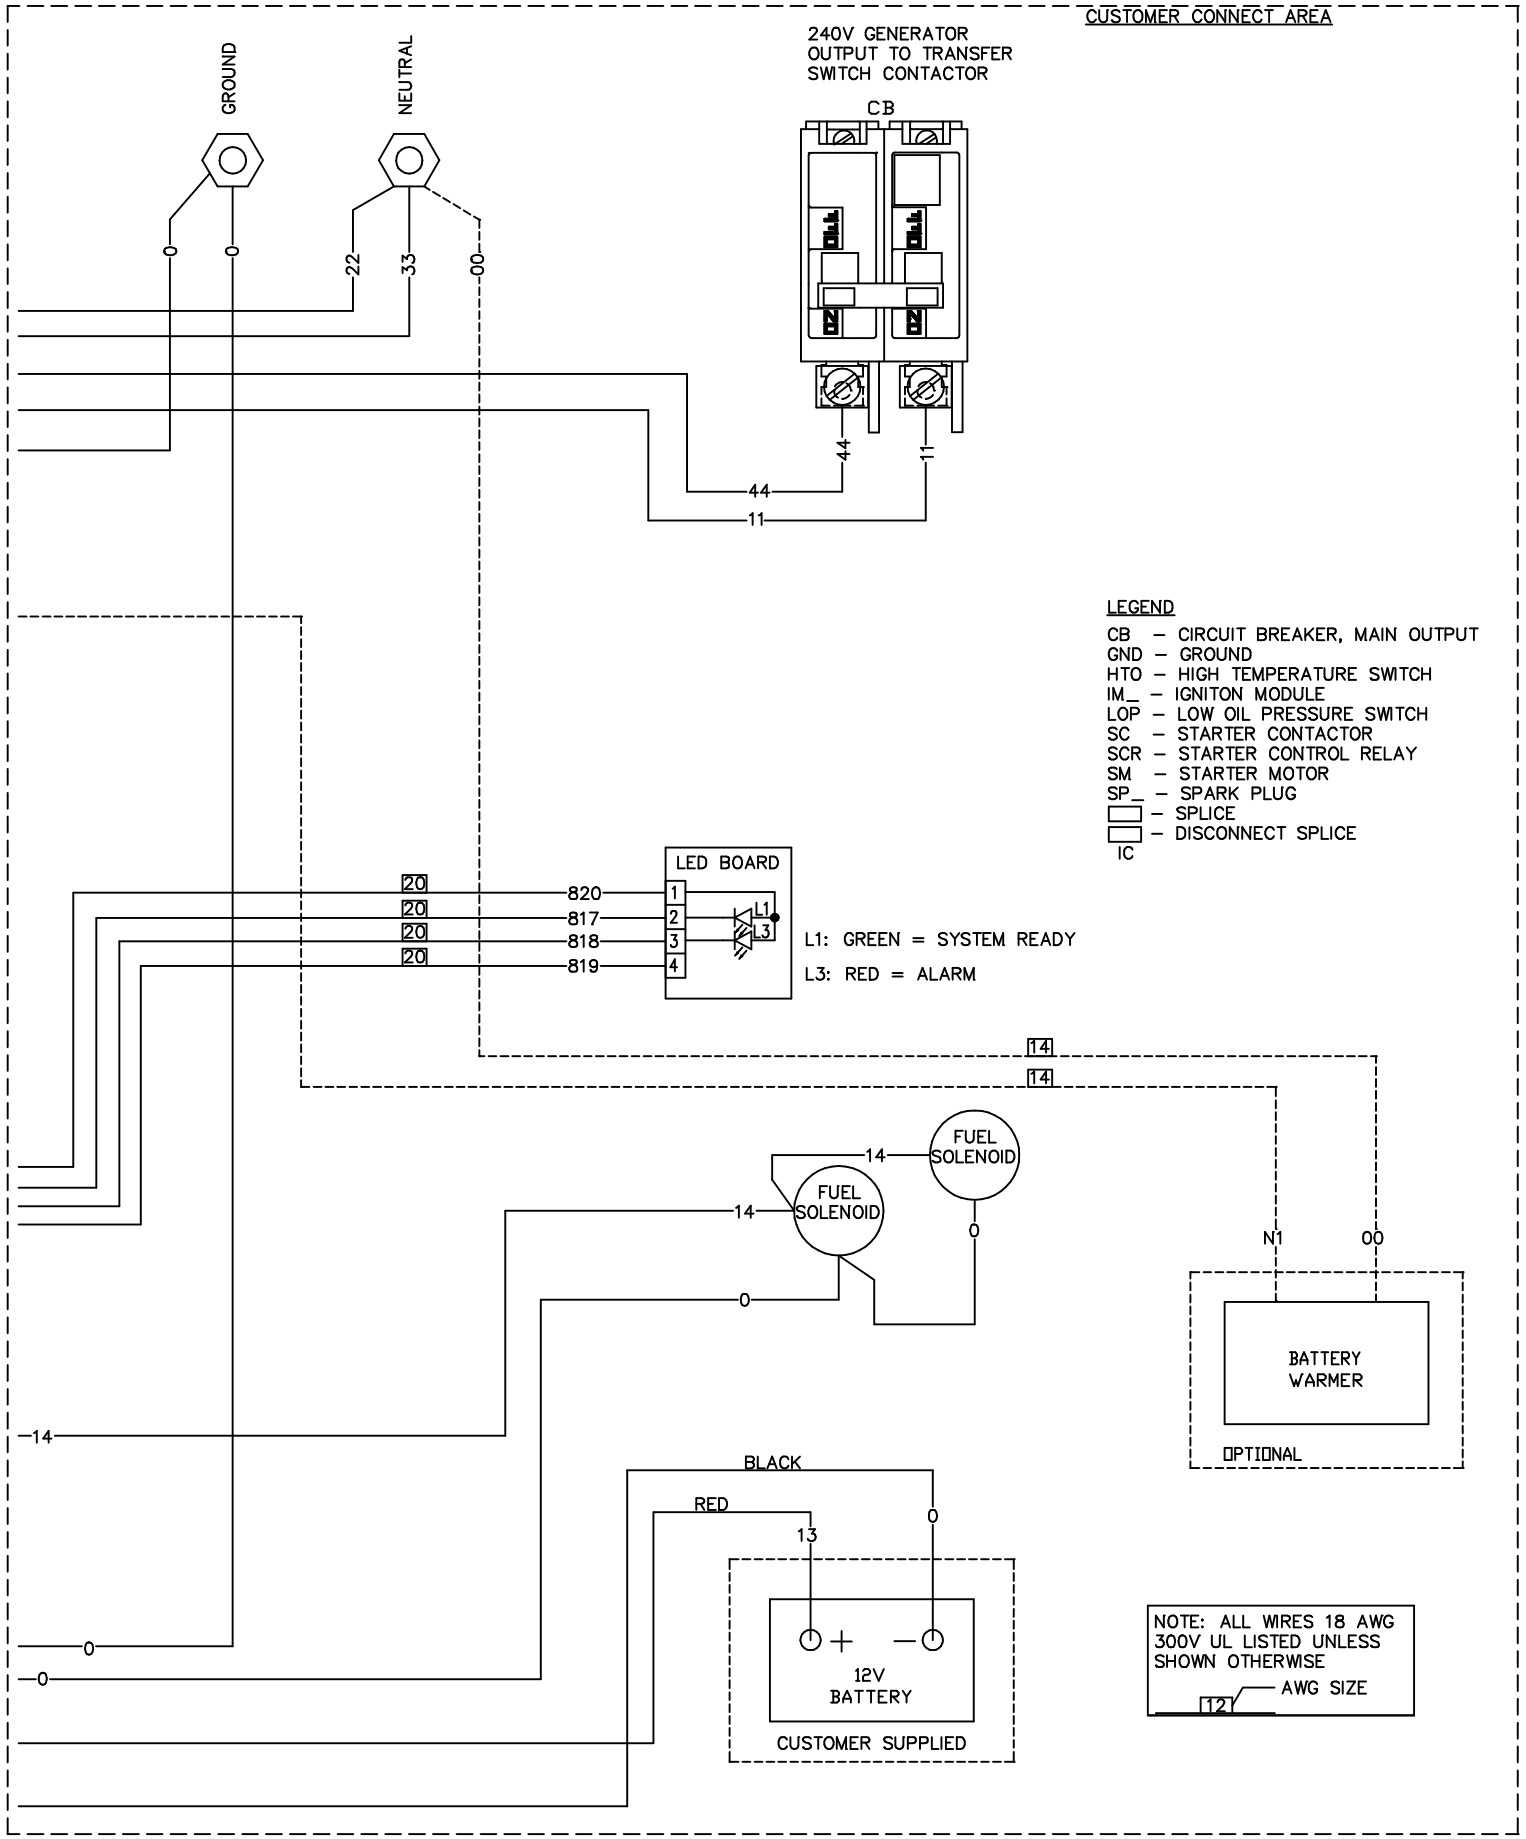 CUSTOMER CONNECT AREA
240V GENERATOR
OUTPUT TO TRANSFER
SWITCH CONTACTOR
GROUND
NEUTRAL
CB
OFF
OFF
0
0
22
33
00
ON
ON
44
11
44
11
LEGEND
CB – CIRCUIT BREAKER, MAIN OUTPUT
GND – GROUND
HTO – HIGH TEMPERATURE SWITCH
IM_ – IGNITON MODULE
LOP – LOW OIL PRESSURE SWITCH
SC – STARTER CONTACTOR
SCR – STARTER CONTROL RELAY
SM – STARTER MOTOR
SP_ – SPARK PLUG
– SPLICE
– DISCONNECT SPLICE
IC
LED BOARD
20 820 1
20 817 2 L1
20 818 3 L3
20 819 4
L1: GREEN = SYSTEM READY
L3: RED = ALARM
14
14
FUEL
SOLENOID
14
FUEL
SOLENOID
14
0
N1 00
0
BATTERY
WARMER
OPTIONAL
14
BLACK
RED
0
13
+ –
12V
BATTERY
CUSTOMER SUPPLIED
0
0
NOTE: ALL WIRES 18 AWG
300V UL LISTED UNLESS
SHOWN OTHERWISE
AWG SIZE
12